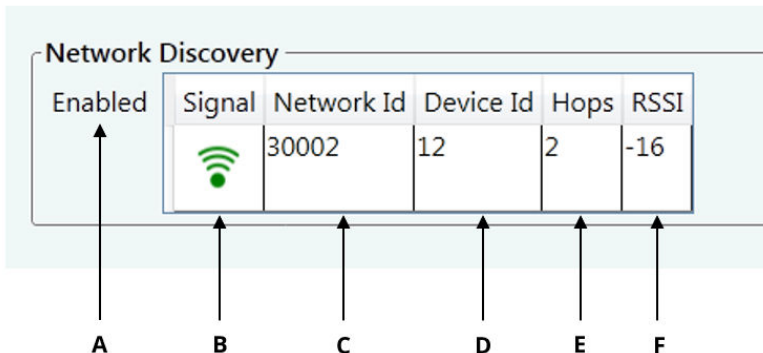 Network Discovery
Enabled Signal Network Id Device Id Hops RSSI
30002 12 2 -16
A B C D E F